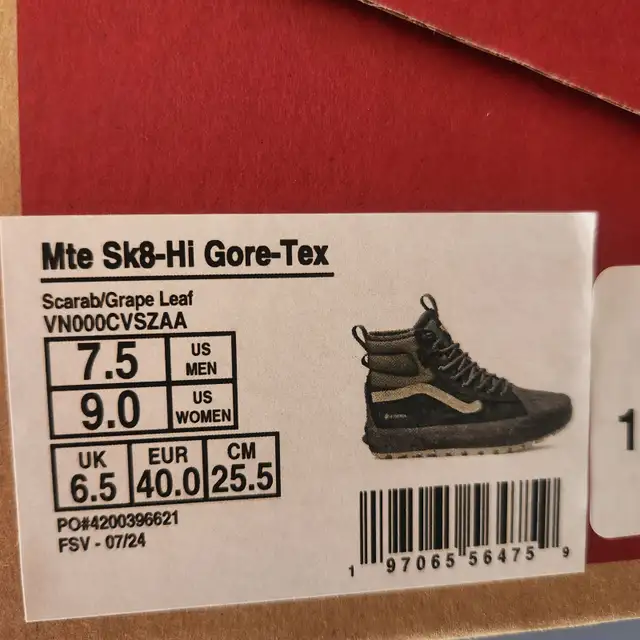 Mte Sk8-Hi Gore-Tex
Scarab/Grape Leaf
VN000CVSZAA
7.5 US MEN
9.0 US WOMEN
UK 6.5 EUR 40.0 CM 25.5
PO#4200396621
FSV - 07/24
1 97065 56475 9
1